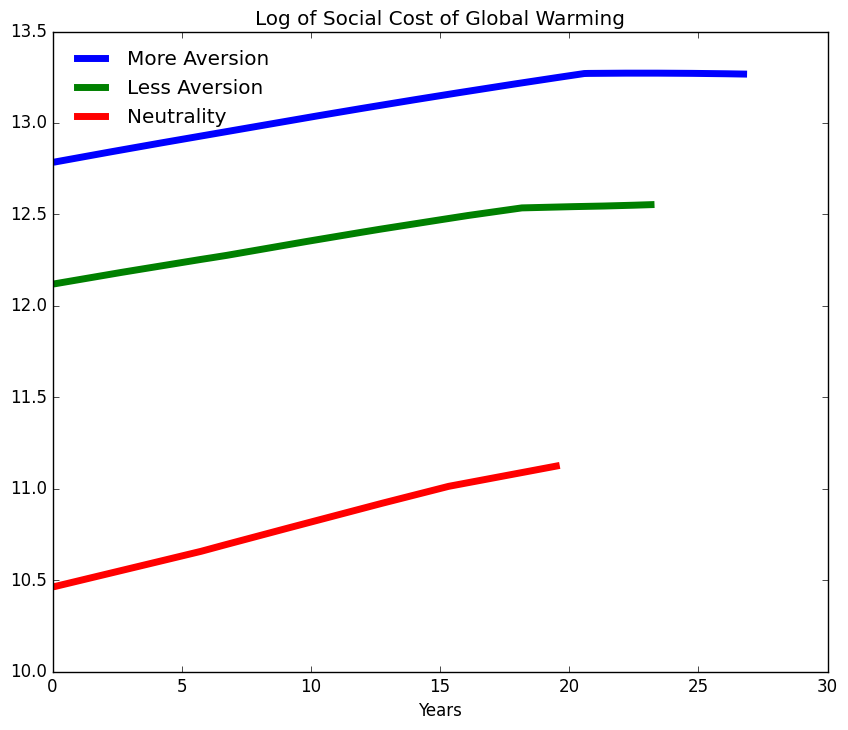 Log of Social Cost of Global Warming
13.5
13.0
12.5
12.0
11.5
11.0
10.5
10.0
More Aversion
Less Aversion
Neutrality
0 5 10 15 20 25 30
Years